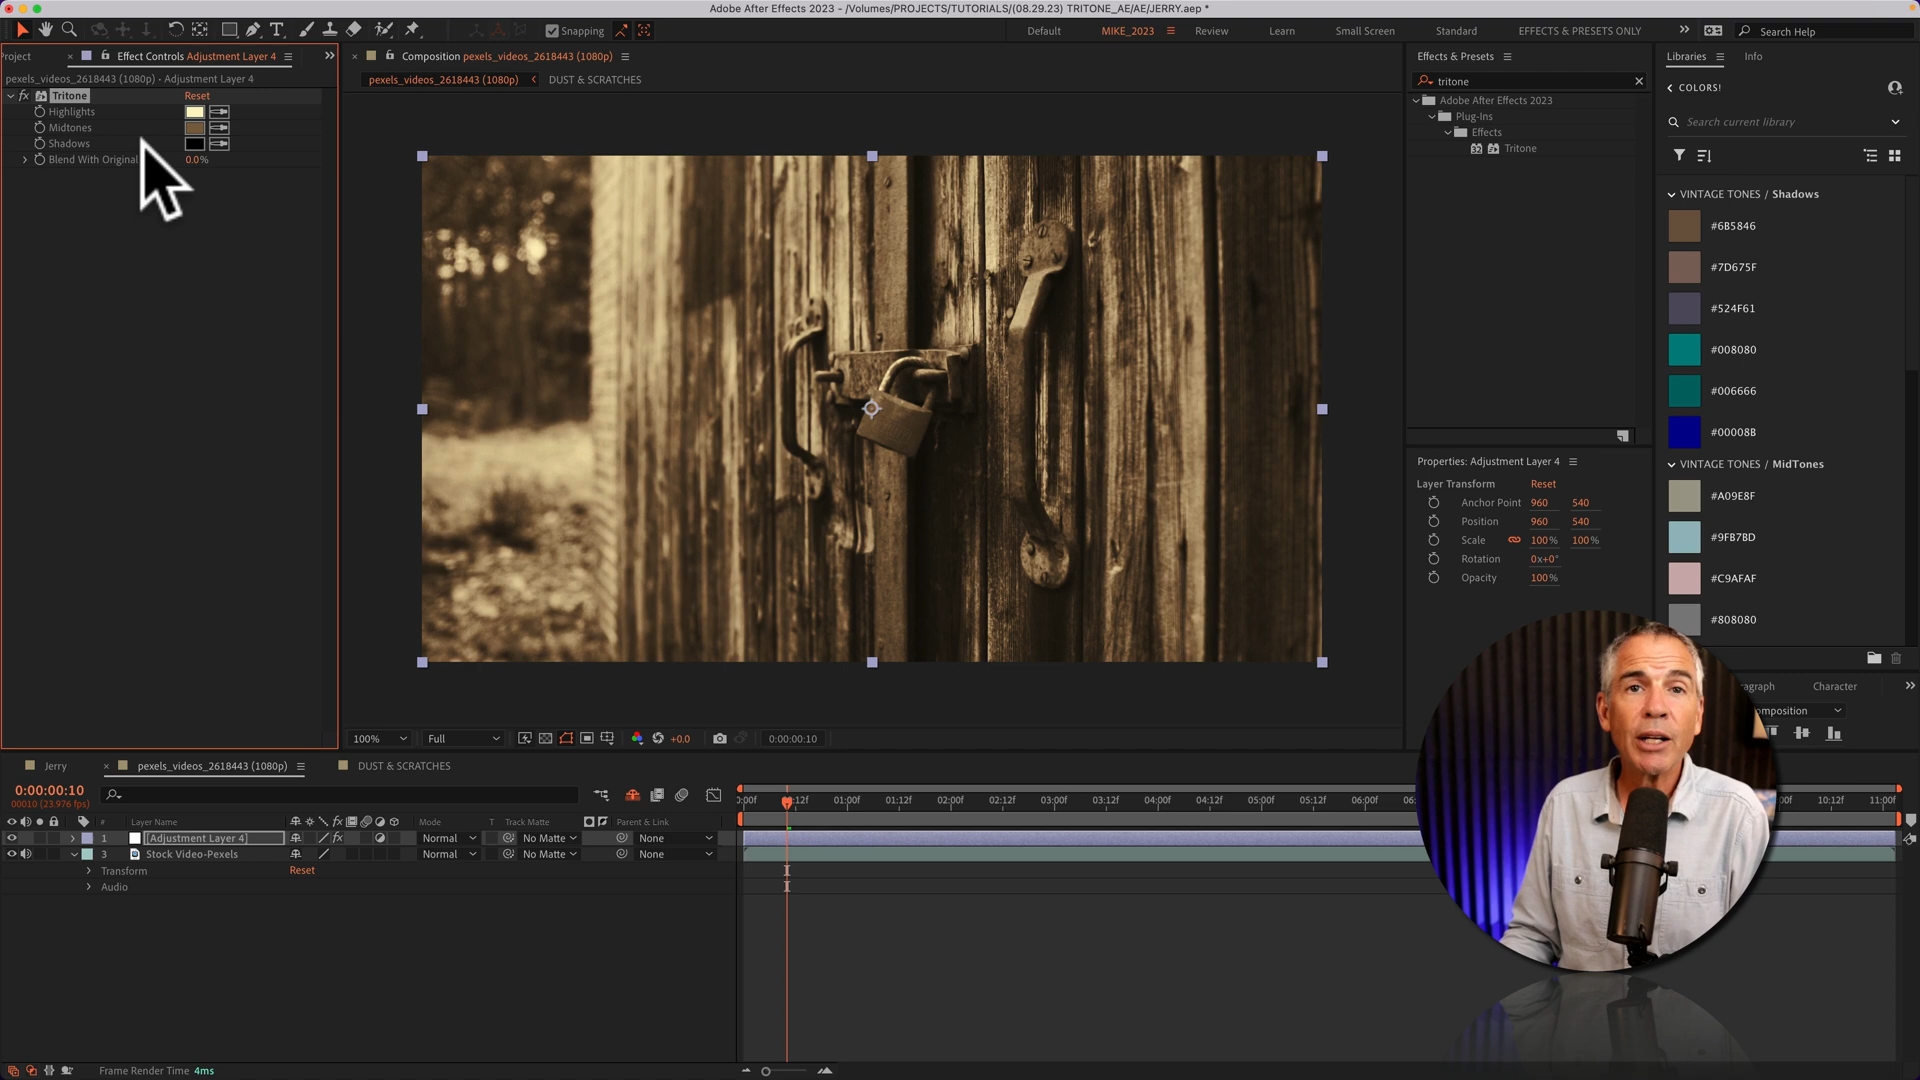 Adobe After Effects 2023 - /Volumes/PROJECTS/TUTORIALS/(08.29.23) TRITONE_AE/AE/JERRY.aep *
Snapping
Default
MIKE_2023
Review
Learn
Small Screen
Standard
EFFECTS & PRESETS ONLY
Search Help
roject
Effect Controls Adjustment Layer 4
pexels_videos_2618443 (1080p) • Adjustment Layer 4
fx Tritone Reset
Highlights
Midtones
Shadows
Blend With Original 0.0%
Composition pexels_videos_2618443 (1080p)
pexels_videos_2618443 (1080p)
DUST & SCRATCHES
100%
Full
+0.0
0:00:00:10
Effects & Presets
tritone
Adobe After Effects 2023
Plug-Ins
Effects
32 Tritone
Properties: Adjustment Layer 4
Layer Transform Reset
Anchor Point 960 540
Position 960 540
Scale 100% 100%
Rotation 0x+0°
Opacity 100%
Libraries
Info
COLORS!
Search current library
VINTAGE TONES / Shadows
#6B5846
#7D675F
#524F61
#008080
#006666
#00008B
VINTAGE TONES / MidTones
#A09E8F
#9FB7BD
#C9AFAF
#808080
agraph
Character
omposition
Jerry
pexels_videos_2618443 (1080p)
DUST & SCRATCHES
0:00:00:10
00010 (23.976 fps)
:00f 12f 01:00f 01:12f 02:00f 02:12f 03:00f 03:12f 04:00f 04:12f 05:00f 05:12f 06:00f 10:12f 11:00f
# Layer Name fx Mode T Track Matte Parent & Link
1 [Adjustment Layer 4] fx Normal No Matte None
3 Stock Video-Pexels Normal No Matte None
Transform Reset
Audio
Frame Render Time 4ms